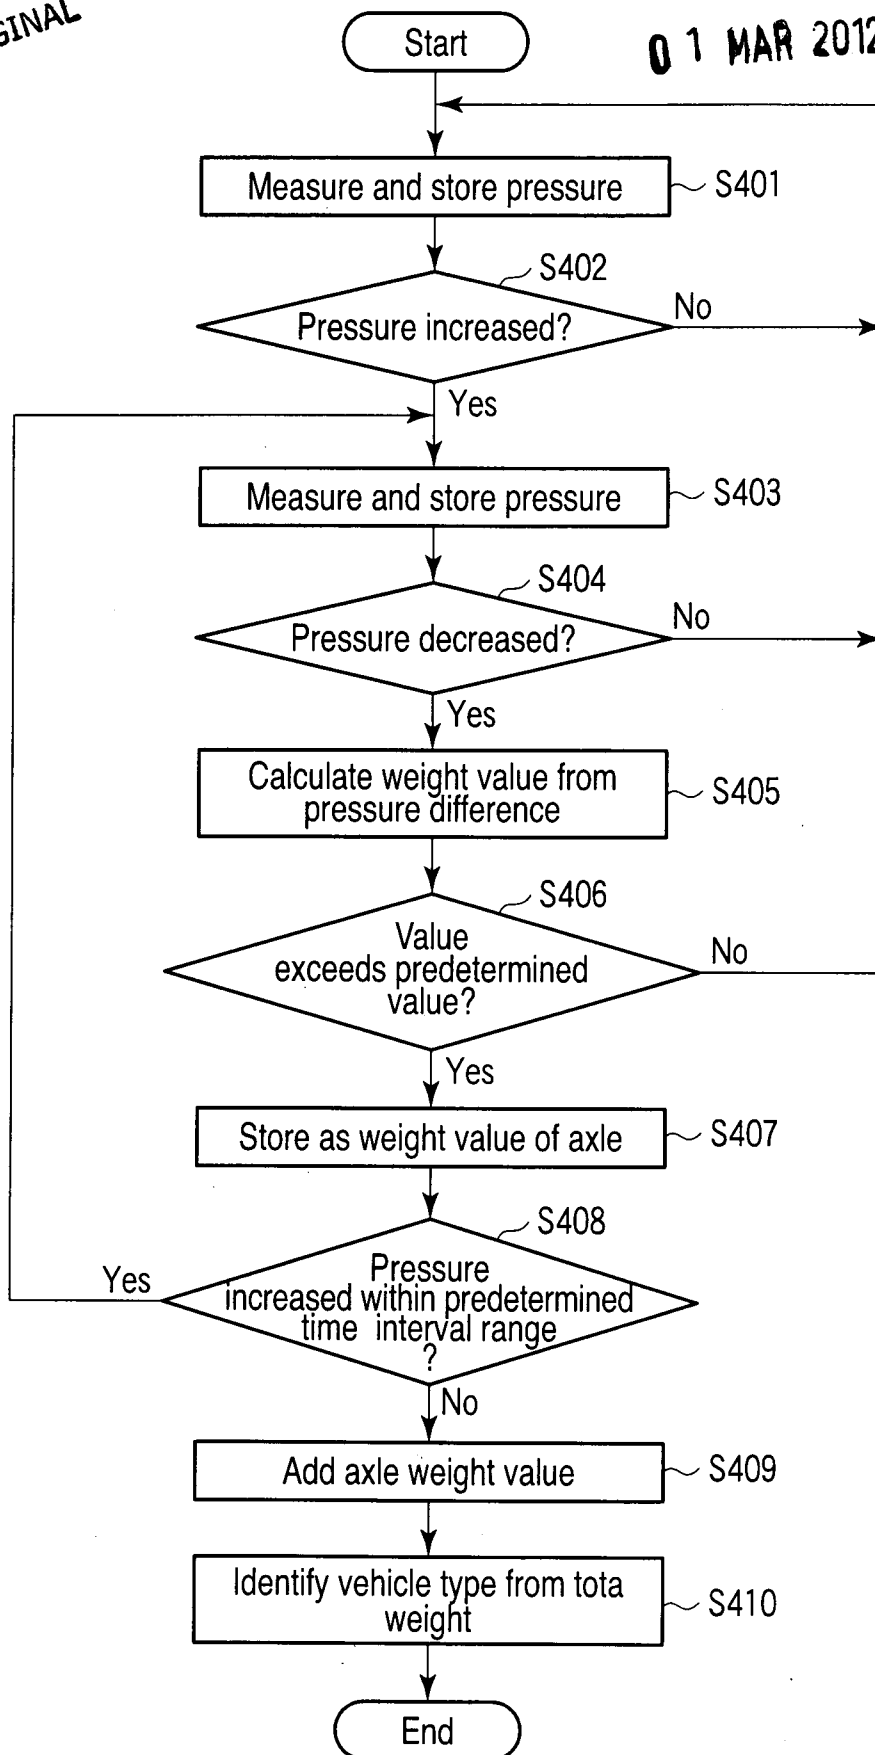 GINAL
Start
0 1 MAR 2012
Measure and store pressure
S401
S402
Pressure increased?
No
Yes
Measure and store pressure
S403
S404
Pressure decreased?
No
Yes
Calculate weight value from
pressure difference
S405
S406
Value
exceeds predetermined
value?
No
Yes
Store as weight value of axle
S407
S408
Pressure
increased within predetermined
time interval range
?
Yes
No
Add axle weight value
S409
Identify vehicle type from tota
weight
S410
End